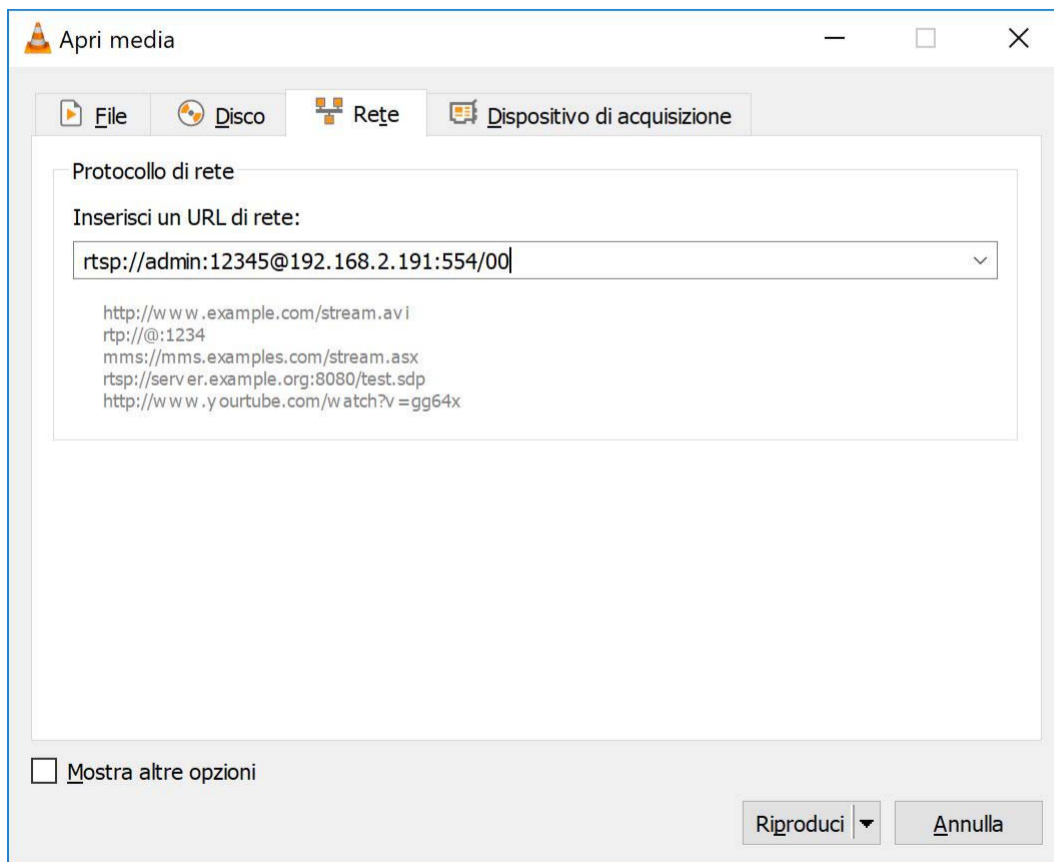 Apri media
File
Disco
Rete
Dispositivo di acquisizione
Protocollo di rete
Inserisci un URL di rete:
rtsp://admin:12345@192.168.2.191:554/00
http://www.example.com/stream.avi
rtp://@:1234
mms://mms.examples.com/stream.asx
rtsp://server.example.org:8080/test.sdp
http://www.yourtube.com/watch?v=gg64x
Mostra altre opzioni
Riproduci
Annulla